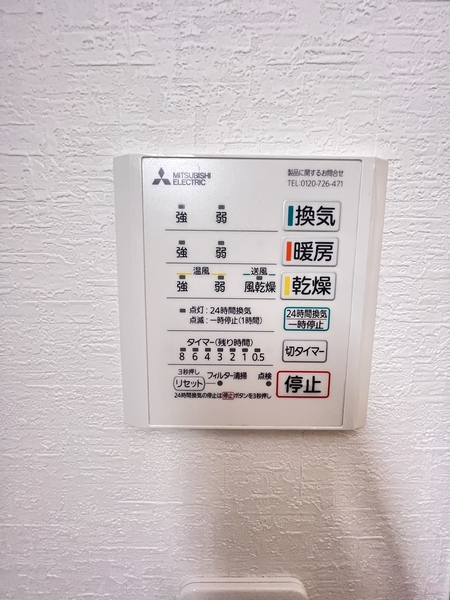 MITSUBISHI
ELECTRIC
製品に関するお問合せ
TEL:0120-726-471
強 弱 換気
強 弱 暖房
温風 送風
強 弱 風乾燥 乾燥
点灯:24時間換気
点滅:一時停止(1時間)
24時間換気
一時停止
タイマー(残り時間)
8 6 4 3 2 1 0.5
切タイマー
3秒押し
リセット フィルター清掃 点検
停止
24時間換気の停止は停止ボタンを3秒押し